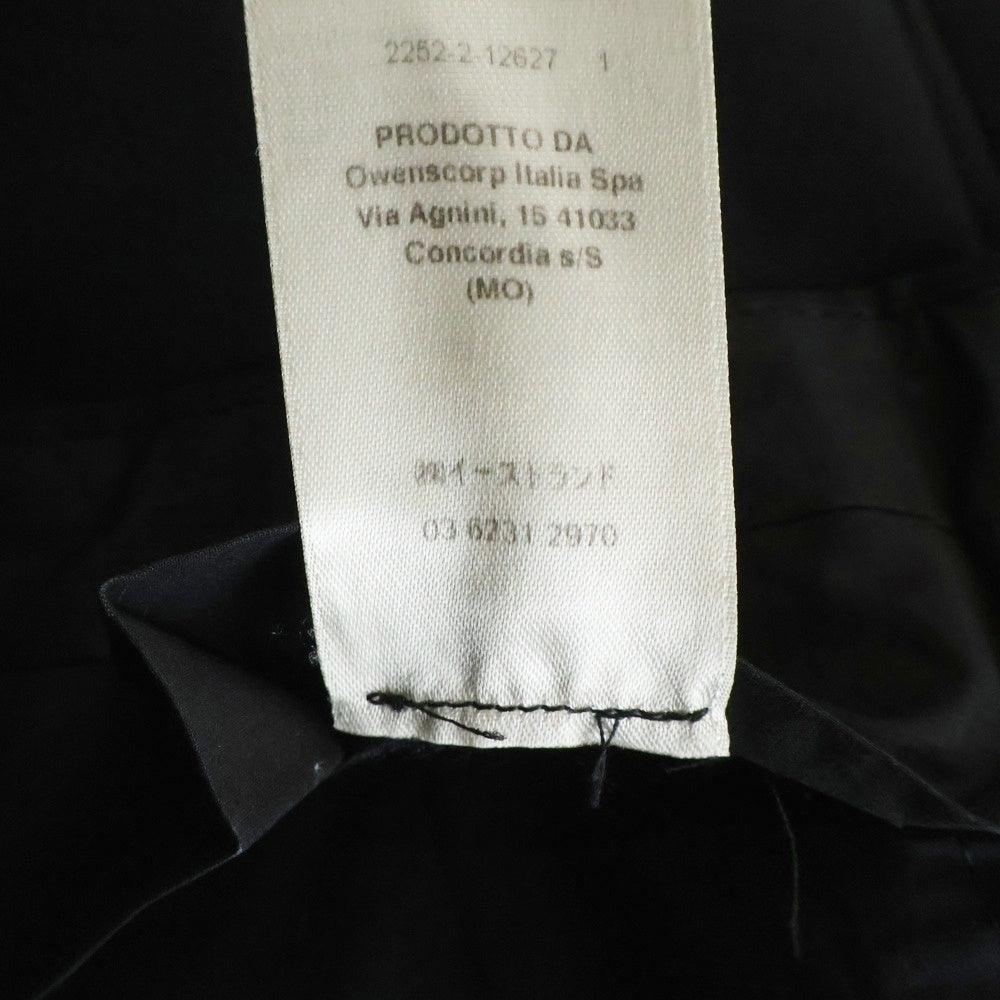 2252-2-12627 1
PRODOTTO DA
Owenscorp Italia Spa
Via Agnini, 15 41033
Concordia s/S
(MO)
㈱イーストランド
03 6231 2970